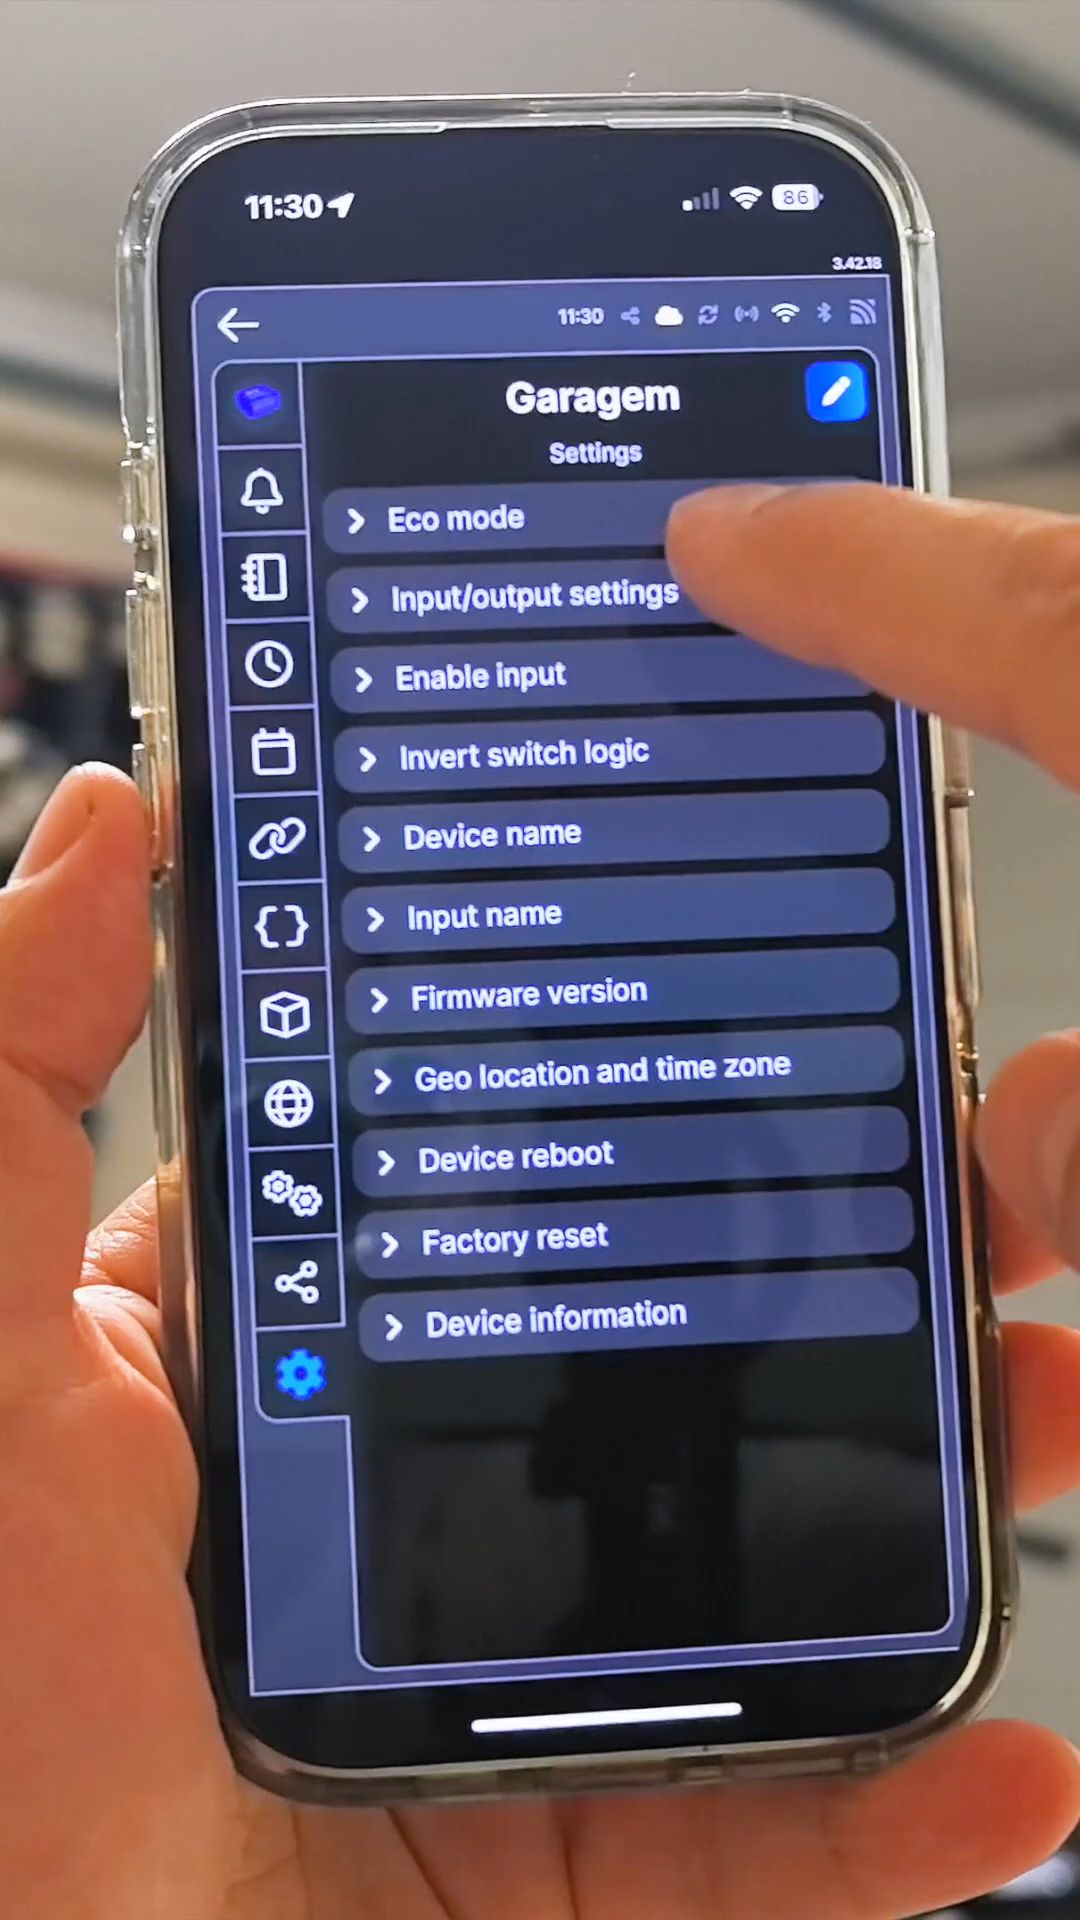 11:30
86
3.42.18
11:30
Garagem
Settings
Eco mode
Input/output settings
Enable input
Invert switch logic
Device name
Input name
Firmware version
Geo location and time zone
Device reboot
Factory reset
Device information